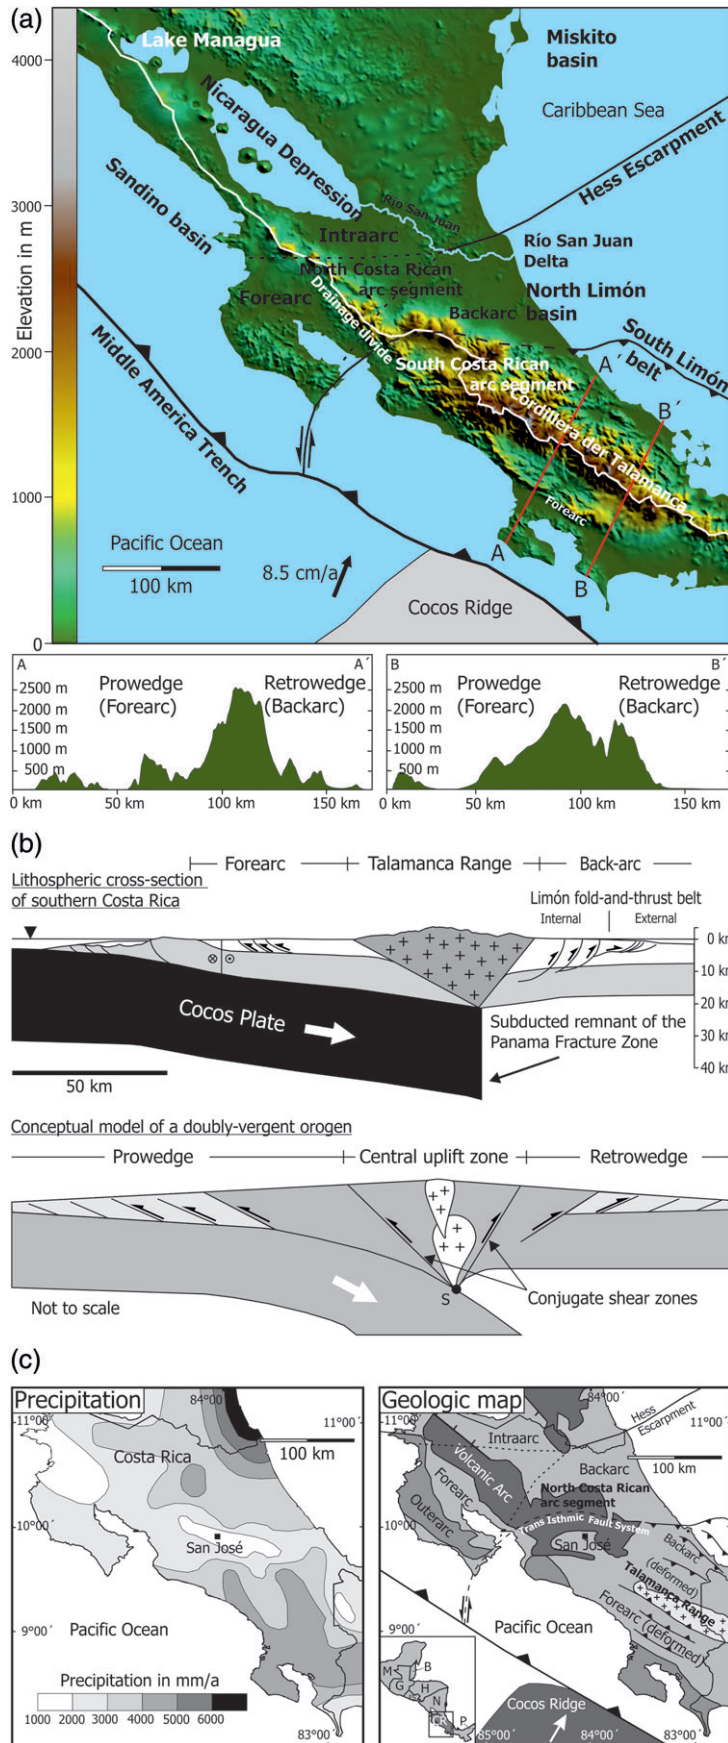 (a)
4000
3000
2000
1000
0
Elevation in m
Lake Managua
Miskito
basin
Caribbean Sea
Nicaragua Depression
Hess Escarpment
Sandino basin
Río San Juan
Intraarc
Río San Juan
Delta
North Costa Rican
arc segment
Forearc
Drainage divide
Backarc
North Limón
basin
South Limón
belt
Middle America Trench
South Costa Rican
arc segment
A´
B´
Cordillera der Talamanca
Forearc
A
B
Pacific Ocean
100 km
8.5 cm/a
Cocos Ridge
A
A´
2500 m
2000 m
1500 m
1000 m
500 m
Prowedge
(Forearc)
Retrowedge
(Backarc)
0 km
50 km
100 km
150 km
B
B´
2500 m
2000 m
1500 m
1000 m
500 m
Prowedge
(Forearc)
Retrowedge
(Backarc)
0 km
50 km
100 km
150 km
(b)
Forearc
Talamanca Range
Back-arc
Lithospheric cross-section
of southern Costa Rica
Limón fold-and-thrust belt
Internal
External
0 km
10 km
20 km
30 km
40 km
Cocos Plate
Subducted remnant of the
Panama Fracture Zone
50 km
Conceptual model of a doubly-vergent orogen
Prowedge
Central uplift zone
Retrowedge
S
Not to scale
Conjugate shear zones
(c)
Precipitation
84°00´
11°00´
11°00´
100 km
Costa Rica
10°00´
San José
Pacific Ocean
9°00´
Precipitation in mm/a
1000 2000 3000 4000 5000 6000
83°00´
Geologic map
84°00´
11°00´
11°00´
Hess
Escarpment
Intraarc
100 km
Volcanic Arc
Backarc
Forearc
North Costa Rican
arc segment
Outerarc
10°00´
Trans Isthmic Fault System
San José
Backarc
(deformed)
Talamanca Range
Forearc (deformed)
9°00´
Pacific Ocean
M
B
G
H
N
CR
P
Cocos Ridge
85°00´
84°00´
83°00´